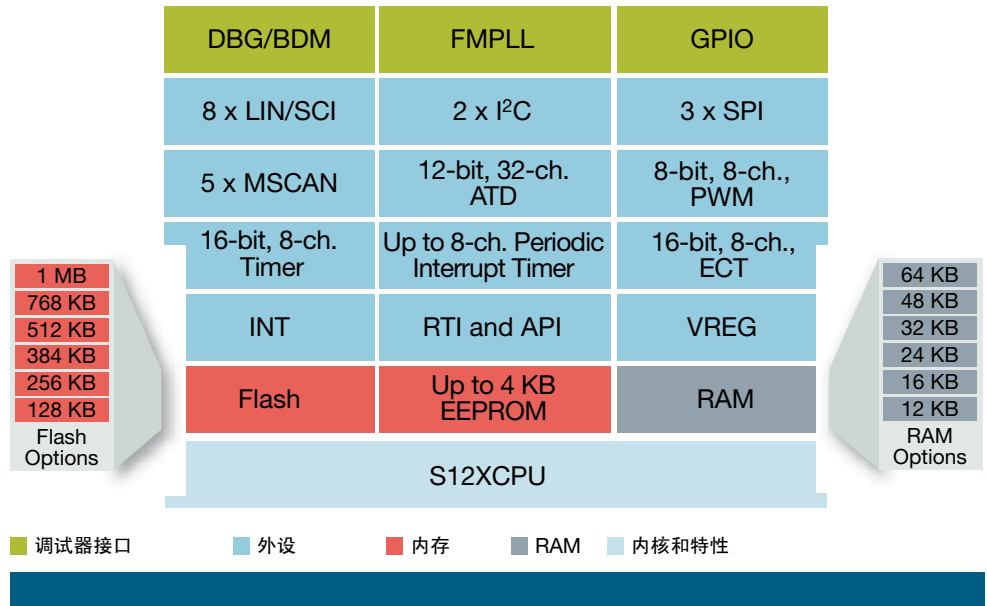 DBG/BDM
FMPLL
GPIO
8 x LIN/SCI
2 x I²C
3 x SPI
5 x MSCAN
12-bit, 32-ch.
ATD
8-bit, 8-ch.,
PWM
16-bit, 8-ch.
Timer
Up to 8-ch. Periodic
Interrupt Timer
16-bit, 8-ch.,
ECT
INT
RTI and API
VREG
Flash
Up to 4 KB
EEPROM
RAM
S12XCPU
1 MB
768 KB
512 KB
384 KB
256 KB
128 KB
Flash
Options
64 KB
48 KB
32 KB
24 KB
16 KB
12 KB
RAM
Options
调试器接口
外设
内存
RAM
内核和特性